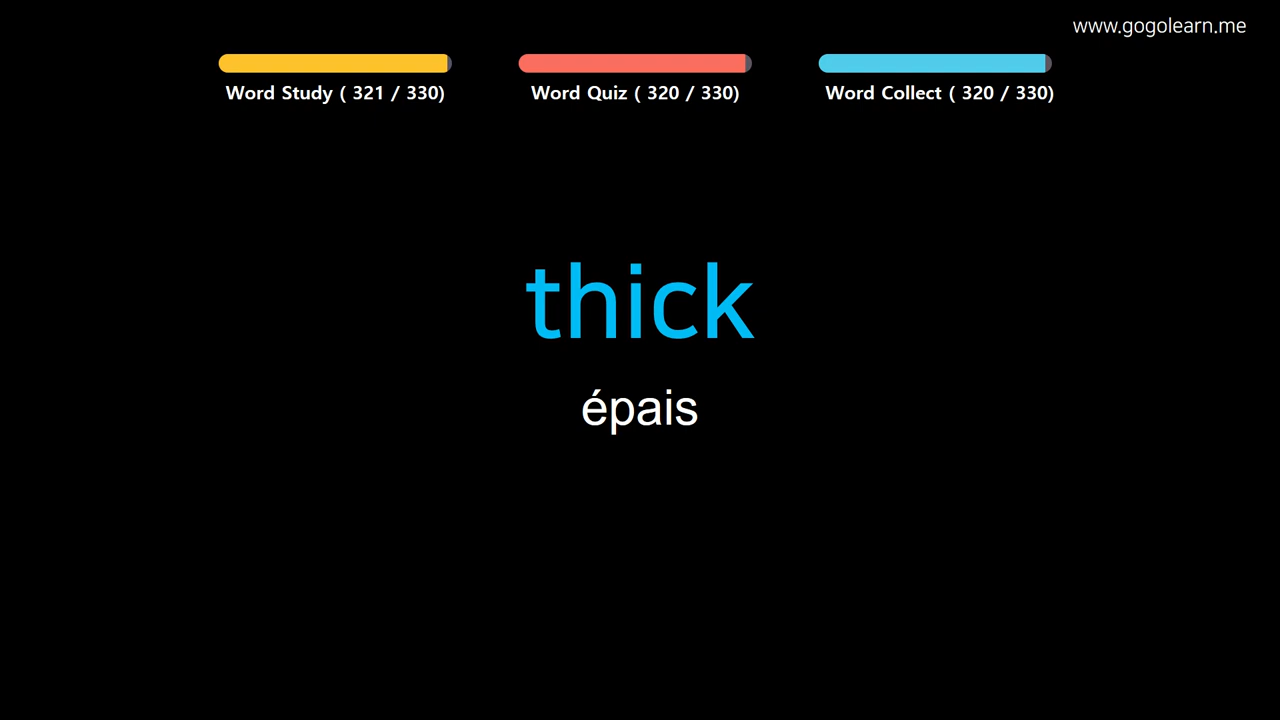 www.gogolearn.me
Word Study ( 321 / 330)
Word Quiz ( 320 / 330)
Word Collect ( 320 / 330)
thick
épais